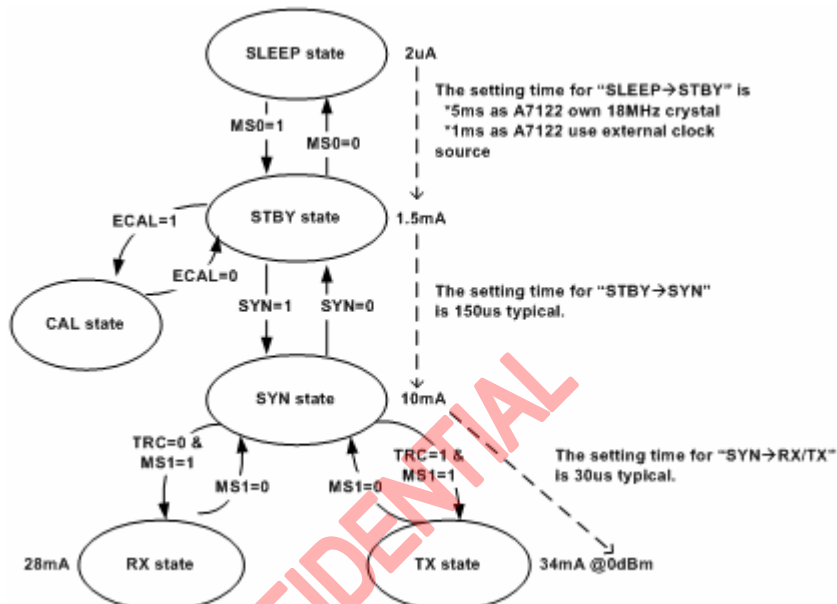 SLEEP state
2uA
The setting time for “SLEEP→STBY” is
*5ms as A7122 own 18MHz crystal
*1ms as A7122 use external clock
source
MS0=1
MS0=0
STBY state
1.5mA
ECAL=1
ECAL=0
CAL state
SYN=1
SYN=0
The setting time for “STBY→SYN”
is 150us typical.
SYN state
10mA
TRC=0 &
MS1=1
MS1=0
MS1=0
TRC=1 &
MS1=1
The setting time for “SYN→RX/TX”
is 30us typical.
28mA
RX state
TX state
34mA @0dBm
FIDENTIAL